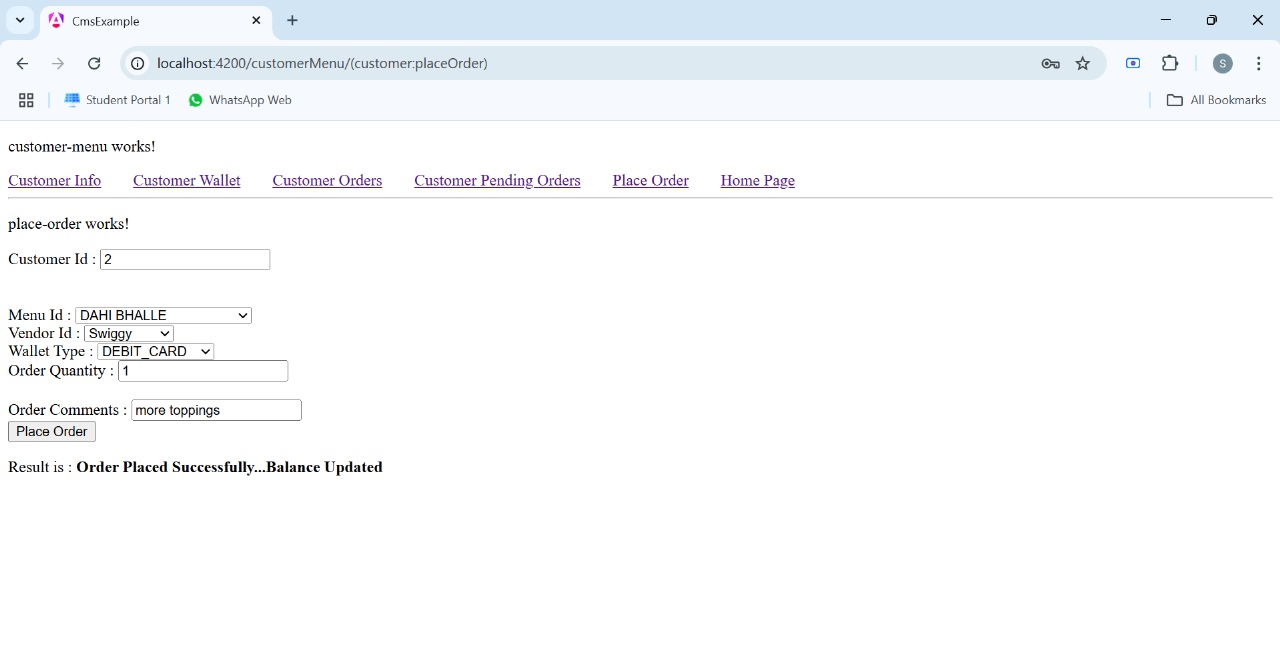 CmsExample
localhost:4200/customerMenu/(customer:placeOrder)
S
Student Portal 1 WhatsApp Web All Bookmarks
customer-menu works!
Customer Info Customer Wallet Customer Orders Customer Pending Orders Place Order Home Page
place-order works!
Customer Id : 2
Menu Id : DAHI BHALLE
Vendor Id : Swiggy
Wallet Type : DEBIT_CARD
Order Quantity : 1
Order Comments : more toppings
Place Order
Result is : Order Placed Successfully...Balance Updated